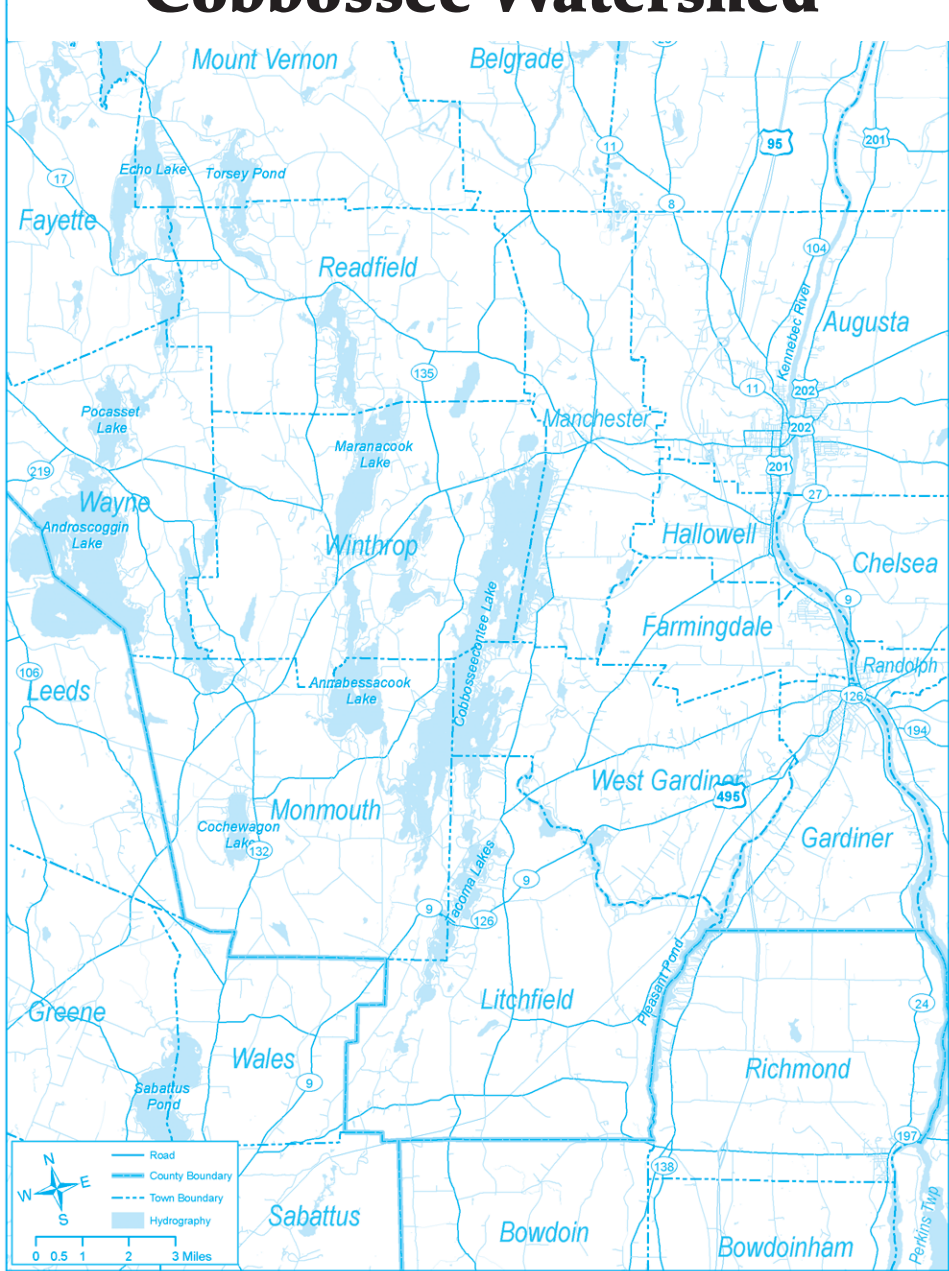 Cobbossee Watershed
Mount Vernon
Belgrade
11
95
201
Echo Lake
Torsey Pond
17
8
Fayette
104
Readfield
Kennebec River
Augusta
135
11
202
Pocasset
Lake
Manchester
202
Maranacook
Lake
219
201
Wayne
27
Androscoggin
Lake
Winthrop
Hallowell
Chelsea
9
Cobbosseecontee Lake
Farmingdale
Randolph
106
Leeds
Annabessacook
Lake
126
194
West Gardiner
495
Monmouth
Cochewagon
Lake
132
Gardiner
Tacoma Lakes
9
9
126
Pleasant Pond
Litchfield
24
Greene
Wales
9
Richmond
Sabattus
Pond
197
138
N
W E
S
Road
County Boundary
Town Boundary
Hydrography
0 0.5 1 2 3 Miles
Sabattus
Bowdoin
Bowdoinham
Perkins Twp